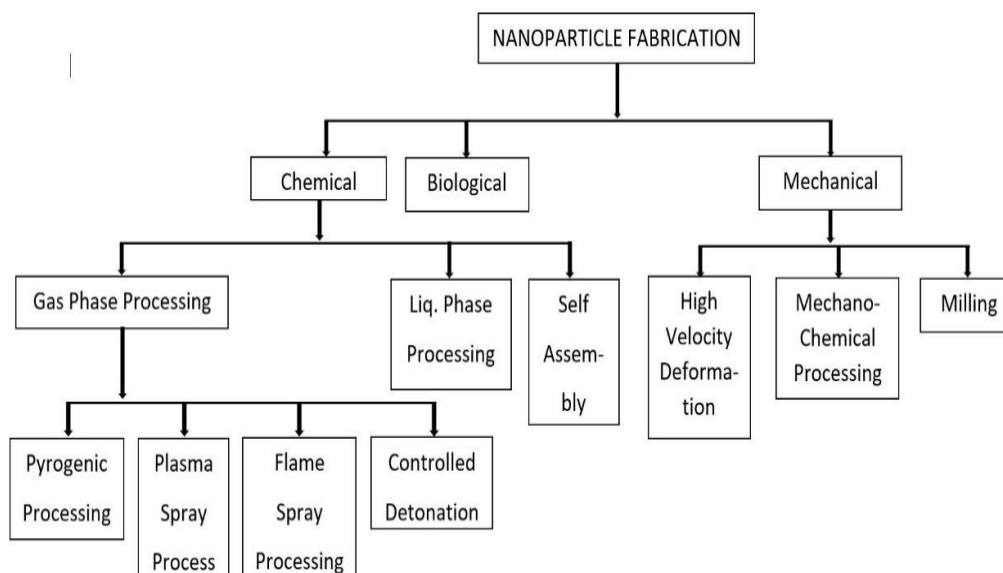 NANOPARTICLE FABRICATION
Chemical
Biological
Mechanical
Gas Phase Processing
Liq. Phase
Processing
Self
Assem-
bly
High
Velocity
Deforma-
tion
Mechano-
Chemical
Processing
Milling
Pyrogenic
Processing
Plasma
Spray
Process
Flame
Spray
Processing
Controlled
Detonation